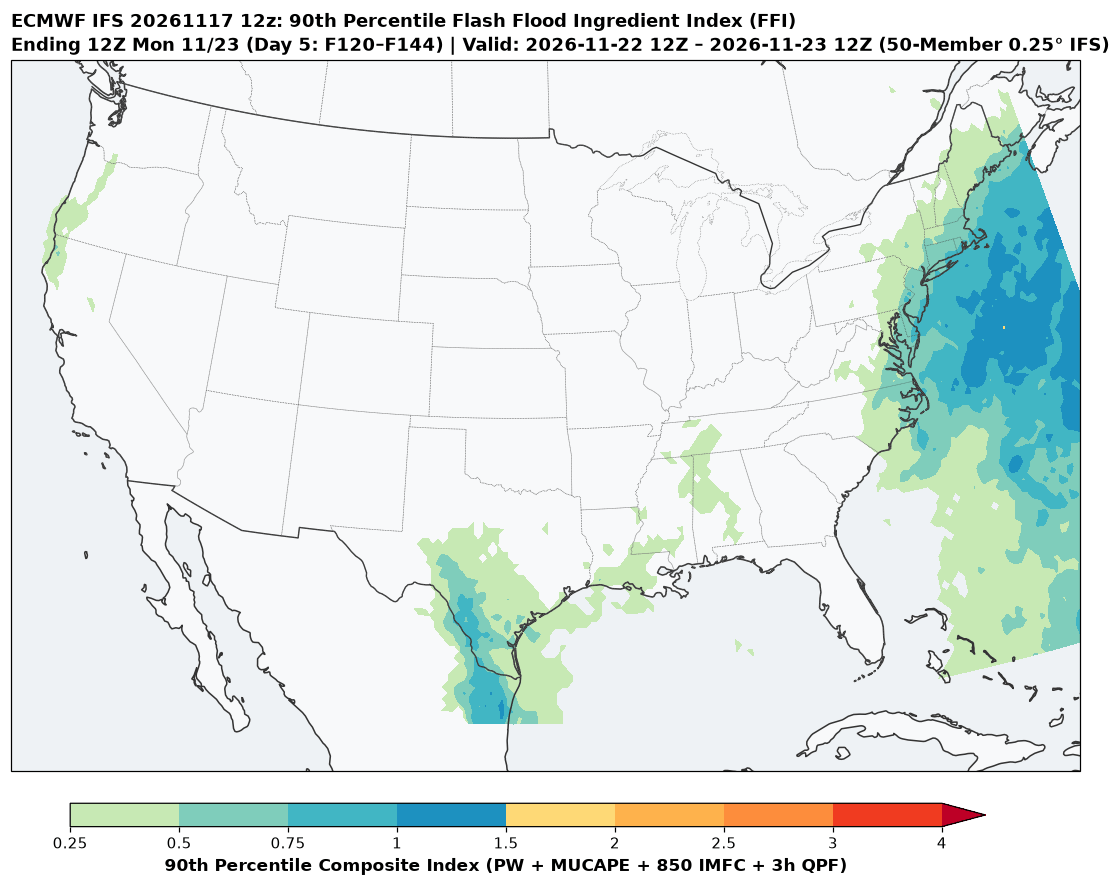 ECMWF IFS 20261117 12z: 90th Percentile Flash Flood Ingredient Index (FFI)
Ending 12Z Mon 11/23 (Day 5: F120–F144) | Valid: 2026-11-22 12Z – 2026-11-23 12Z (50-Member 0.25° IFS)
0.25 0.5 0.75 1 1.5 2 2.5 3 4
90th Percentile Composite Index (PW + MUCAPE + 850 IMFC + 3h QPF)